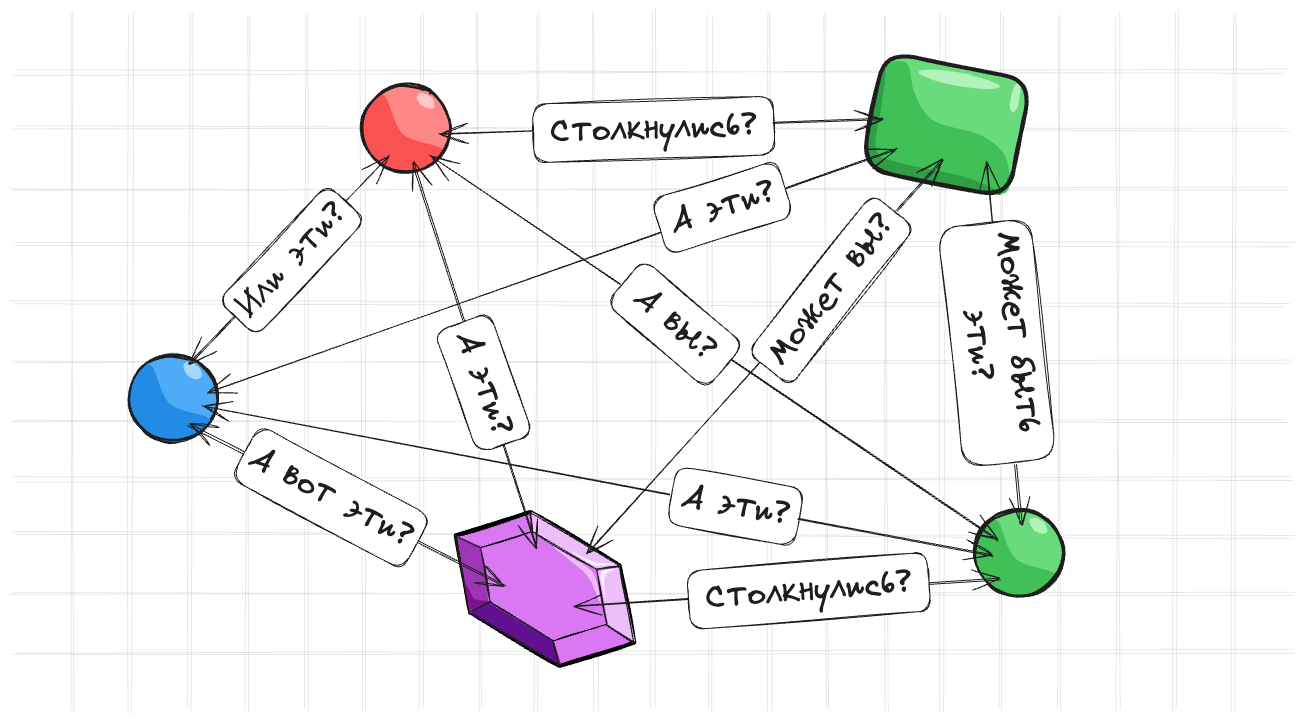 Столкнулись?
А эти?
Или эти?
Может вы?
Может быть
эти?
А вы?
А эти?
А вот эти?
А эти?
Столкнулись?